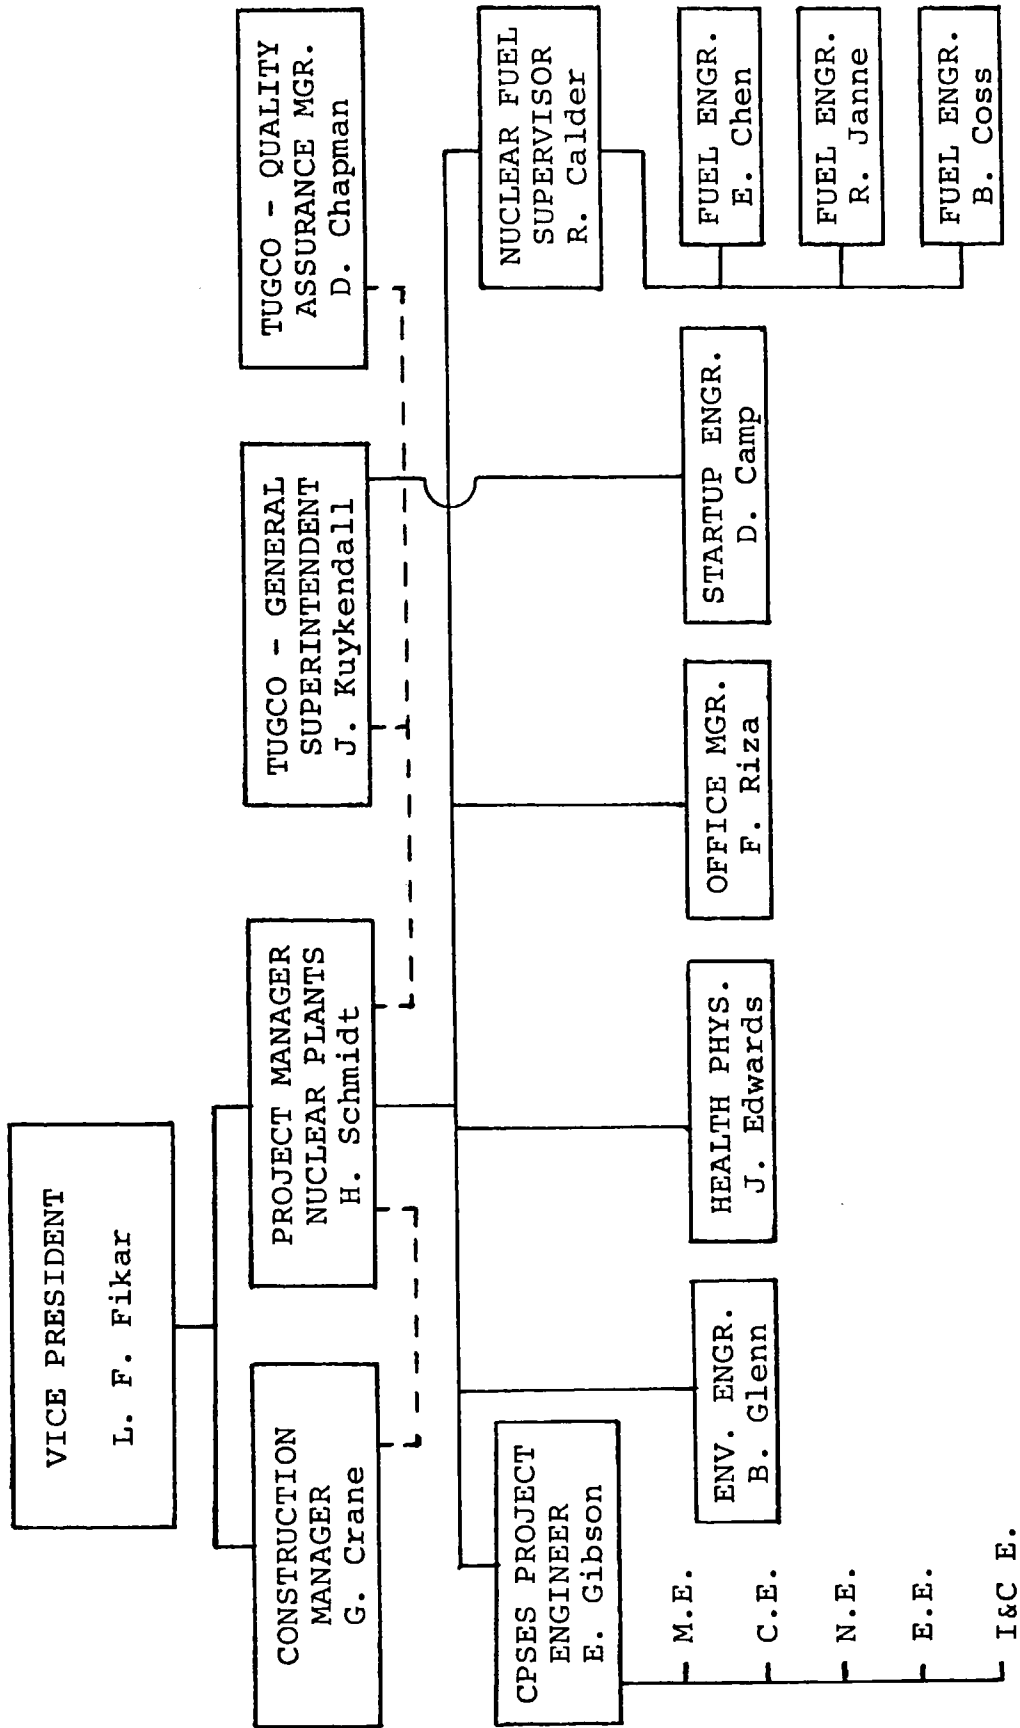 VICE PRESIDENT
L. F. Fikar
CONSTRUCTION
MANAGER
G. Crane
PROJECT MANAGER
NUCLEAR PLANTS
H. Schmidt
TUGCO - GENERAL
SUPERINTENDENT
J. Kuykendall
TUGCO - QUALITY
ASSURANCE MGR.
D. Chapman
CPSES PROJECT
ENGINEER
E. Gibson
M.E.
C.E.
N.E.
E.E.
I&C E.
ENV. ENGR.
B. Glenn
HEALTH PHYS.
J. Edwards
OFFICE MGR.
F. Riza
STARTUP ENGR.
D. Camp
NUCLEAR FUEL
SUPERVISOR
R. Calder
FUEL ENGR.
E. Chen
FUEL ENGR.
R. Janne
FUEL ENGR.
B. Coss